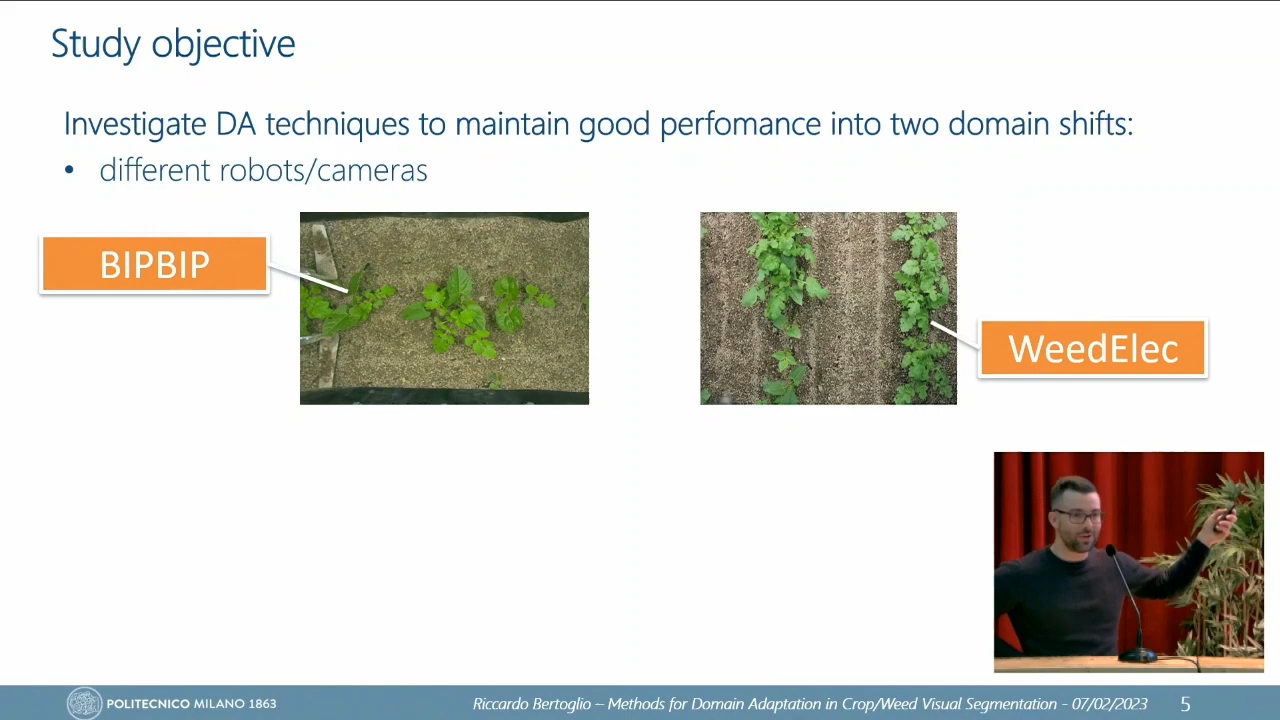 Study objective
Investigate DA techniques to maintain good perfomance into two domain shifts:
• different robots/cameras
BIPBIP
WeedElec
POLITECNICO MILANO 1863
Riccardo Bertoglio – Methods for Domain Adaptation in Crop/Weed Visual Segmentation - 07/02/2023
5